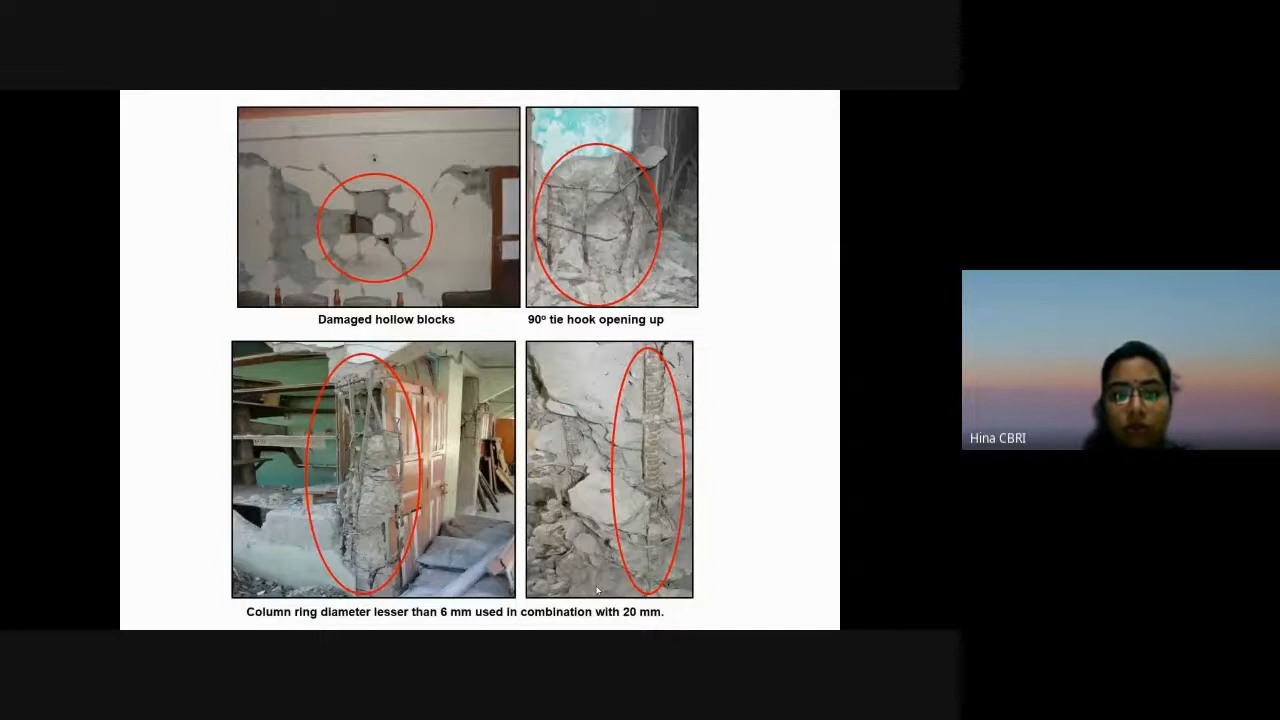 Damaged hollow blocks
90º tie hook opening up
Hina CBRI
Column ring diameter lesser than 6 mm used in combination with 20 mm.